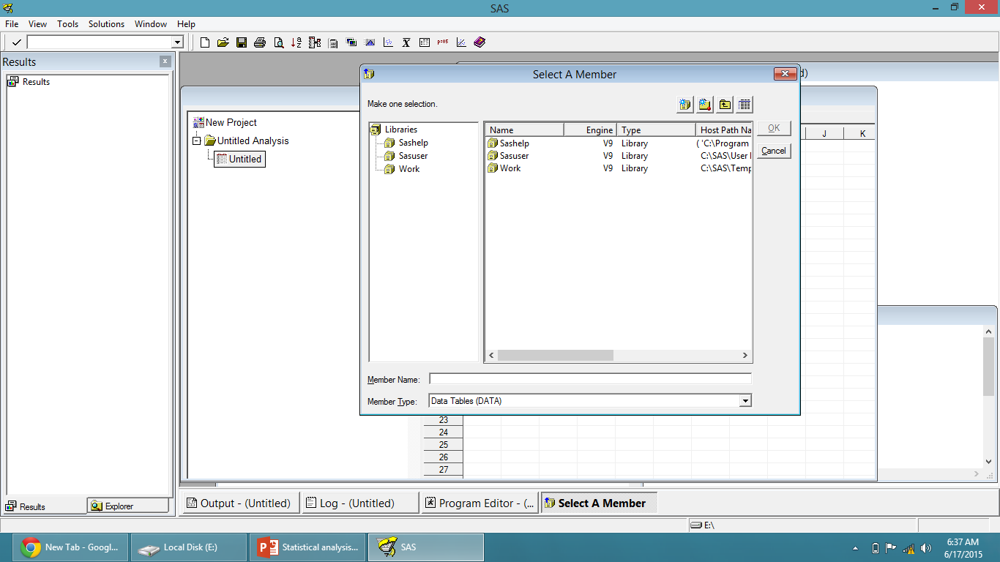 SAS
File View Tools Solutions Window Help
Results
Results
New Project
Untitled Analysis
Untitled
Select A Member
Make one selection.
Libraries
Sashelp
Sasuser
Work
Name Engine Type Host Path Na
Sashelp V9 Library ( 'C:\Program
Sasuser V9 Library C:\SAS\User
Work V9 Library C:\SAS\Temp
OK
Cancel
Member Name:
Member Type: Data Tables (DATA)
J K
23
24
25
26
27
Results Explorer
Output - (Untitled) Log - (Untitled) Program Editor - (... Select A Member
E:\
New Tab - Googl... Local Disk (E:) Statistical analysis... SAS
6:37 AM
6/17/2015